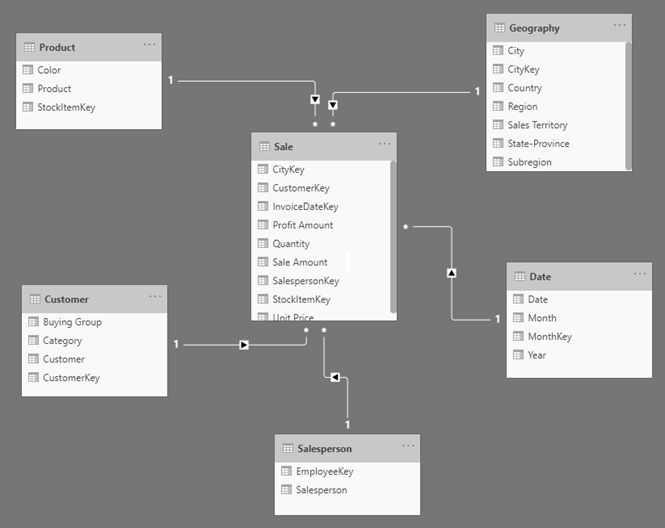 Product
Color
Product
StockItemKey
1
Geography
City
CityKey
Country
Region
Sales Territory
State-Province
Subregion
1
* *
Sale
CityKey
CustomerKey
InvoiceDateKey
Profit Amount
Quantity
Sale Amount
SalespersonKey
StockItemKey
Unit Price
*
Date
Date
Month
MonthKey
Year
1
Customer
Buying Group
Category
Customer
CustomerKey
1
* *
1
Salesperson
EmployeeKey
Salesperson